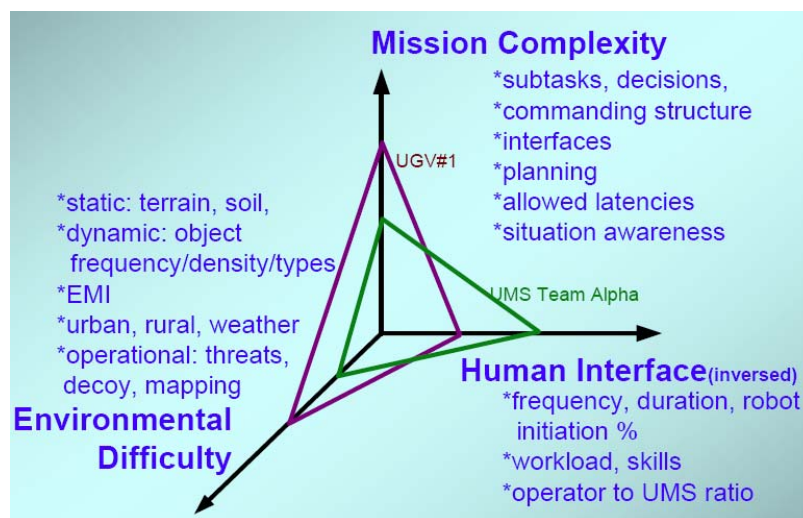 Mission Complexity
*subtasks, decisions,
*commanding structure
*interfaces
*planning
*allowed latencies
*situation awareness
UGV#1
*static: terrain, soil,
*dynamic: object
frequency/density/types
*EMI
*urban, rural, weather
*operational: threats,
decoy, mapping
Environmental
Difficulty
UMS Team Alpha
Human Interface(inversed)
*frequency, duration, robot
initiation %
*workload, skills
*operator to UMS ratio